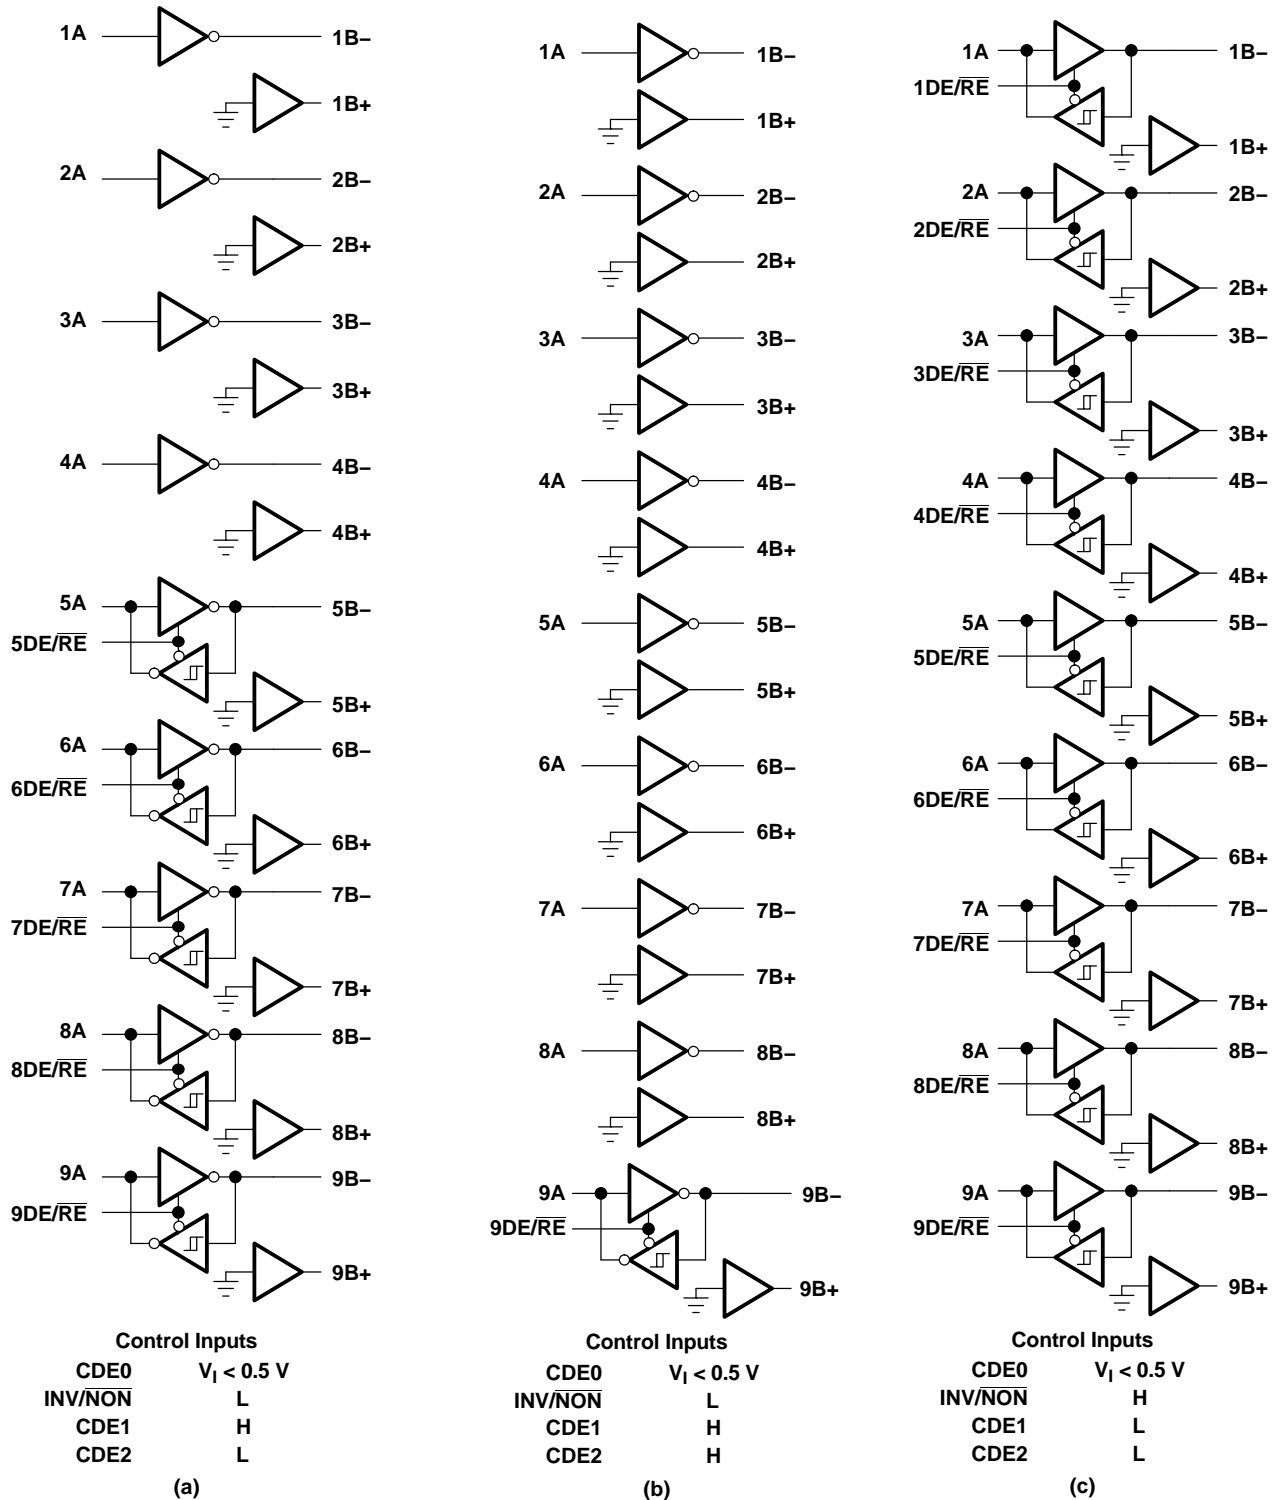 1A 1B–
1B+
2A 2B–
2B+
3A 3B–
3B+
4A 4B–
4B+
5A 5B–
5DE/RE
5B+
6A 6B–
6DE/RE
6B+
7A 7B–
7DE/RE
7B+
8A 8B–
8DE/RE
8B+
9A 9B–
9DE/RE
9B+
Control Inputs
CDE0 VI < 0.5 V
INV/NON L
CDE1 H
CDE2 L
(a)
1A 1B–
1B+
2A 2B–
2B+
3A 3B–
3B+
4A 4B–
4B+
5A 5B–
5B+
6A 6B–
6B+
7A 7B–
7B+
8A 8B–
8B+
9A 9B–
9DE/RE
9B+
Control Inputs
CDE0 VI < 0.5 V
INV/NON L
CDE1 H
CDE2 H
(b)
1A 1B–
1DE/RE
1B+
2A 2B–
2DE/RE
2B+
3A 3B–
3DE/RE
3B+
4A 4B–
4DE/RE
4B+
5A 5B–
5DE/RE
5B+
6A 6B–
6DE/RE
6B+
7A 7B–
7DE/RE
7B+
8A 8B–
8DE/RE
8B+
9A 9B–
9DE/RE
9B+
Control Inputs
CDE0 VI < 0.5 V
INV/NON H
CDE1 L
CDE2 L
(c)